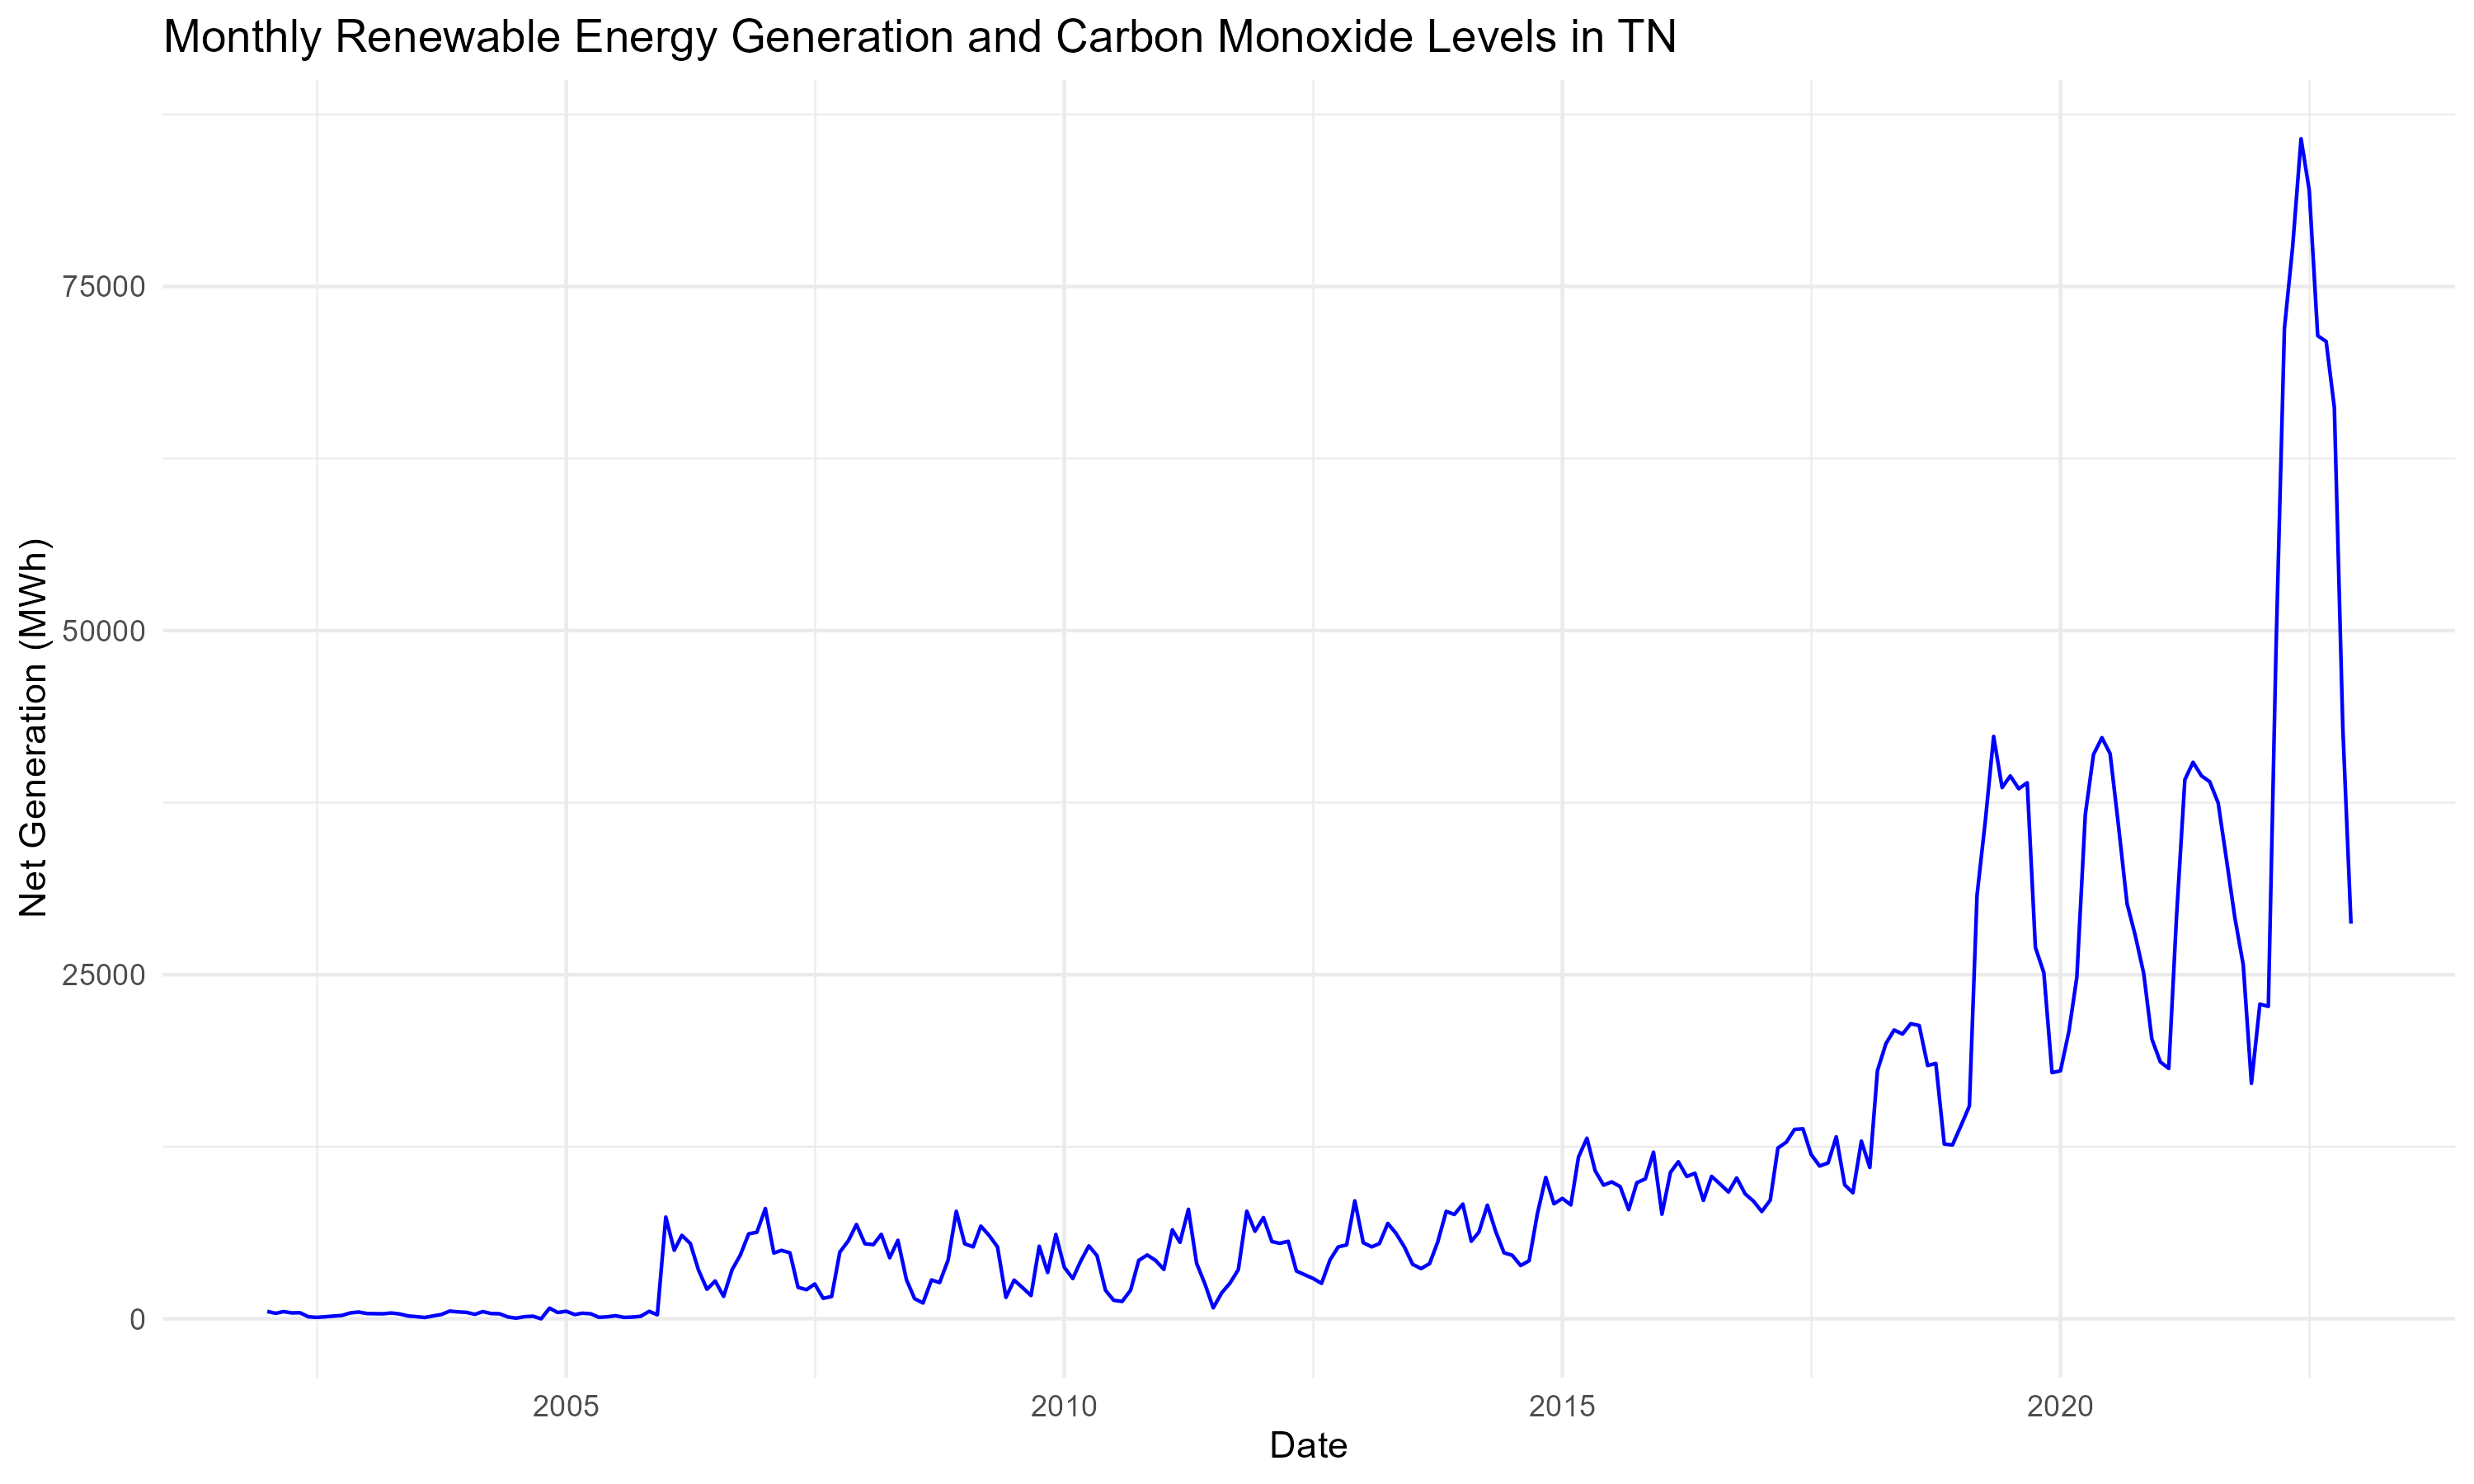 Monthly Renewable Energy Generation and Carbon Monoxide Levels in TN
Net Generation (MWh)
75000
50000
25000
0
2005
2010
2015
2020
Date